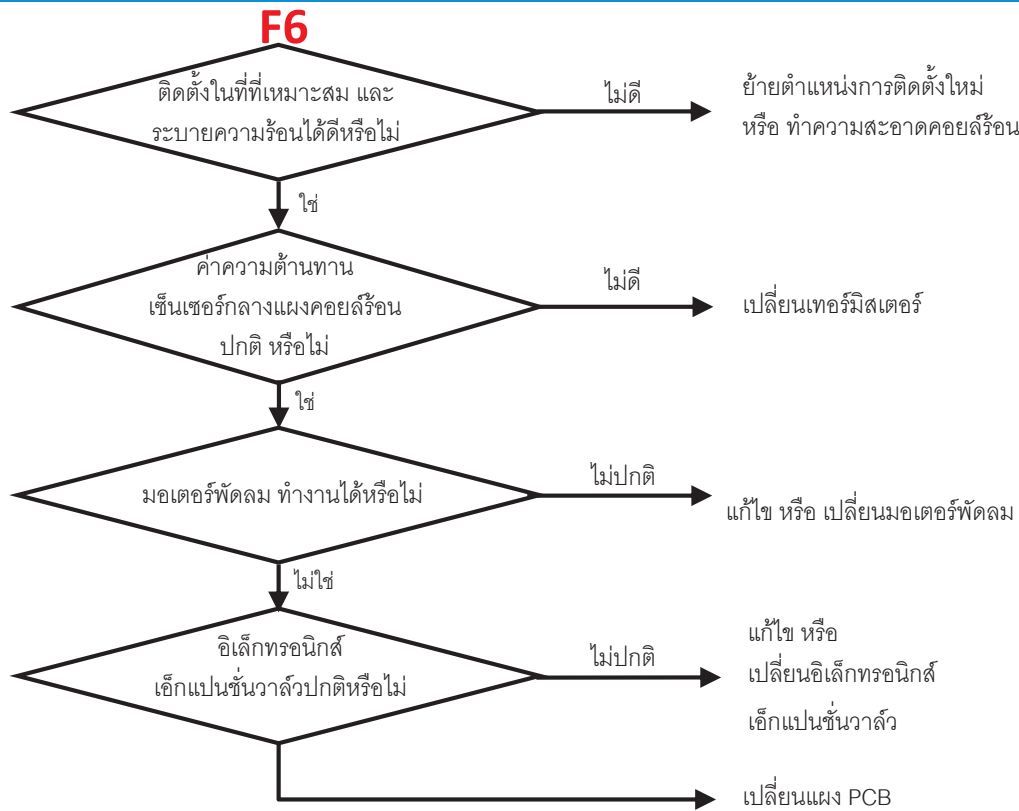 F6
ติดตั้งในที่ที่เหมาะสม และ
ระบายความร้อนได้ดีหรือไม่
ไม่ดี
ย้ายตำแหน่งการติดตั้งใหม่
หรือ ทำความสะอาดคอยล์ร้อน
ใช่
ค่าความต้านทาน
เซ็นเซอร์กลางแผงคอยล์ร้อน
ปกติ หรือไม่
ไม่ดี
เปลี่ยนเทอร์มิสเตอร์
ใช่
มอเตอร์พัดลม ทำงานได้หรือไม่
ไม่ปกติ
แก้ไข หรือ เปลี่ยนมอเตอร์พัดลม
ไม่ใช่
อิเล็กทรอนิกส์
เอ็กแปนชั่นวาล์วปกติหรือไม่
ไม่ปกติ
แก้ไข หรือ
เปลี่ยนอิเล็กทรอนิกส์
เอ็กแปนชั่นวาล์ว
เปลี่ยนแผง PCB